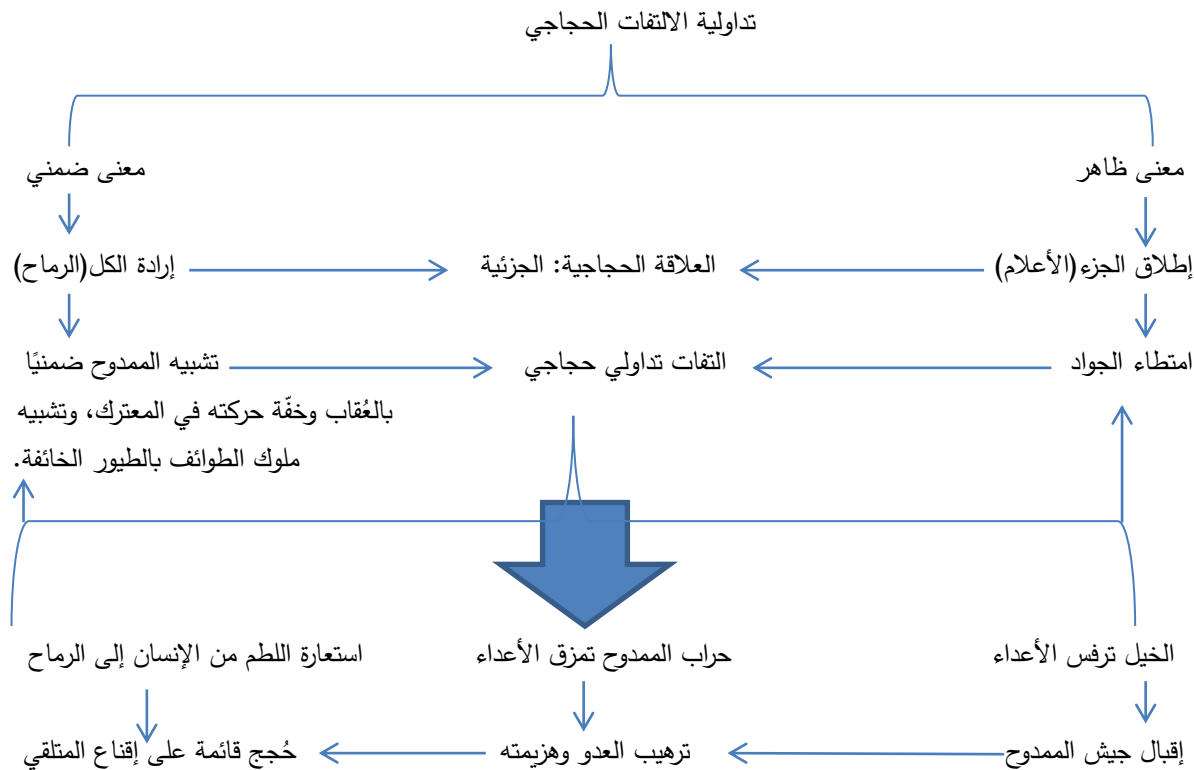 تداولية الالتفات الحجاجي
معنى ظاهر
معنى ضمني
إطلاق الجزء(الأعلام)
العلاقة الحجاجية: الجزئية
إرادة الكل(الرماح)
امتطاء الجواد
التفات تداولي حجاجي
تشبيه الممدوح ضمنيًا
بالعُقاب وخفّة حركته في المعترك، وتشبيه
ملوك الطوائف بالطيور الخائفة.
الخيل ترفس الأعداء
حراب الممدوح تمزق الأعداء
استعارة اللطم من الإنسان إلى الرماح
إقبال جيش الممدوح
ترهيب العدو وهزيمته
حُجج قائمة على إقناع المتلقي